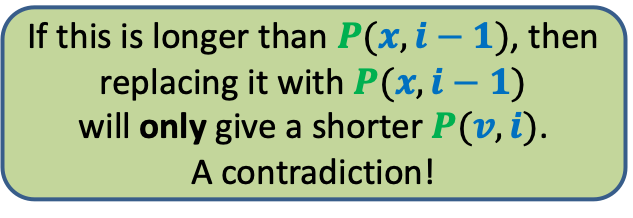 If this is longer than P(x, i − 1), then
replacing it with P(x, i − 1)
will only give a shorter P(v, i).
A contradiction!